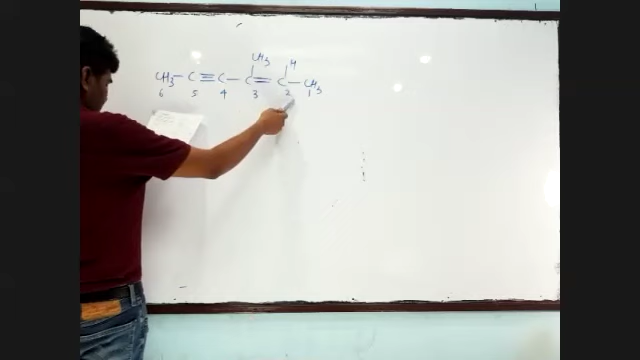 CH3 H
CH3 — C ≡ C — C = C — CH3
6 5 4 3 2 1